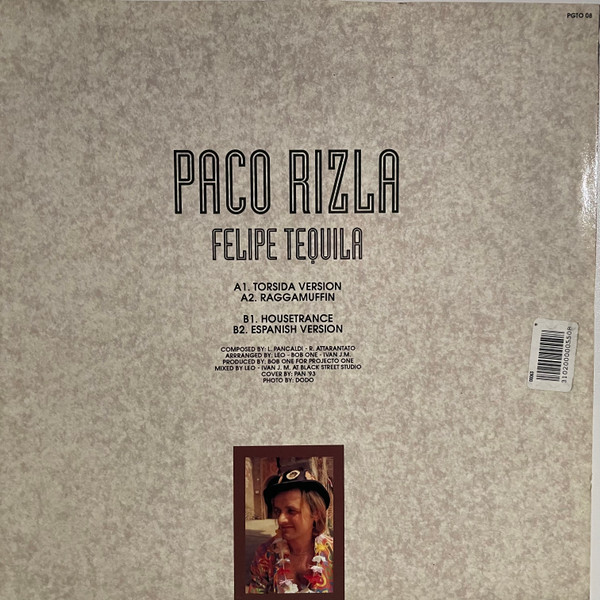 PGTO 08
PACO RIZLA
FELIPE TEQUILA
A1. TORSIDA VERSION
A2. RAGGAMUFFIN
B1. HOUSETRANCE
B2. ESPANISH VERSION
COMPOSED BY: L. PANCALDI - R. ATTARANTATO
ARRRANGED BY: LEO - BOB ONE - IVAN J.M.
PRODUCED BY: BOB ONE FOR PROJECTO ONE
MIXED BY LEO - IVAN J. M. AT BLACK STREET STUDIO
COVER BY: PAN '93
PHOTO BY: DODO
3102000005508